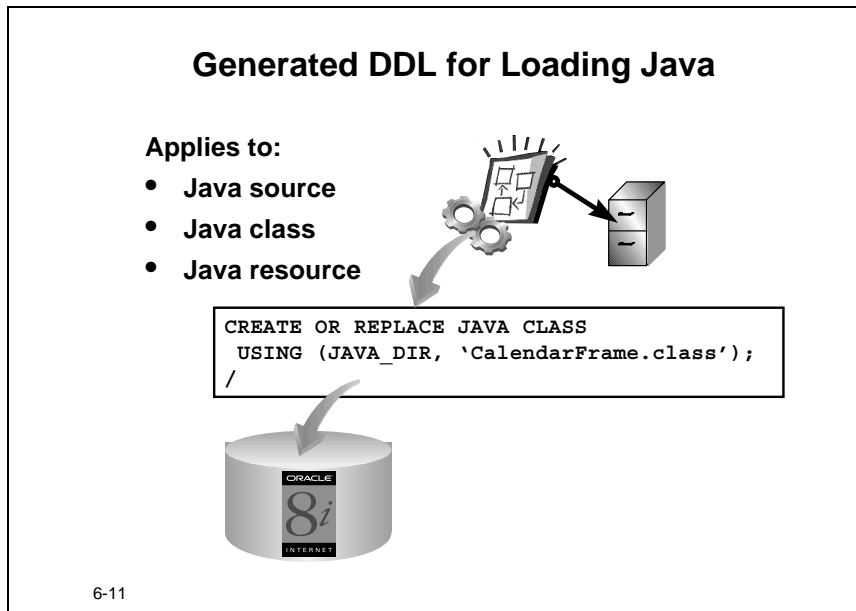 Generated DDL for Loading Java
Applies to:
• Java source
• Java class
• Java resource
CREATE OR REPLACE JAVA CLASS
USING (JAVA_DIR, ‘CalendarFrame.class’);
/
ORACLE
8i
INTERNET
6-11